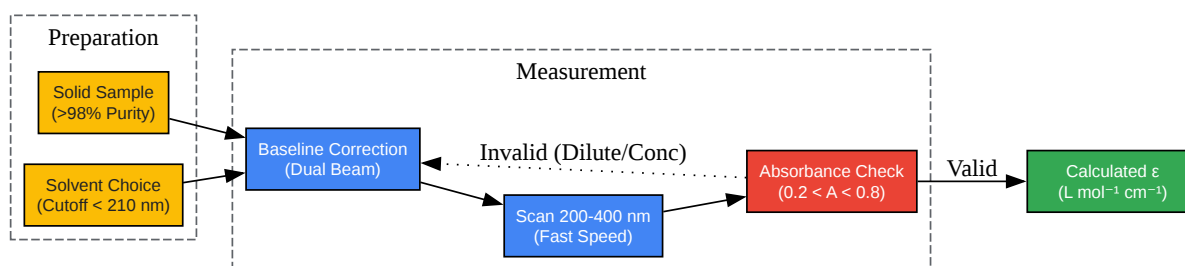 Preparation
Solid Sample
(>98% Purity)
Solvent Choice
(Cutoff < 210 nm)
Measurement
Baseline Correction
(Dual Beam)
Invalid (Dilute/Conc)
Scan 200-400 nm
(Fast Speed)
Absorbance Check
(0.2 < A < 0.8)
Valid
Calculated ε
(L mol⁻¹ cm⁻¹)